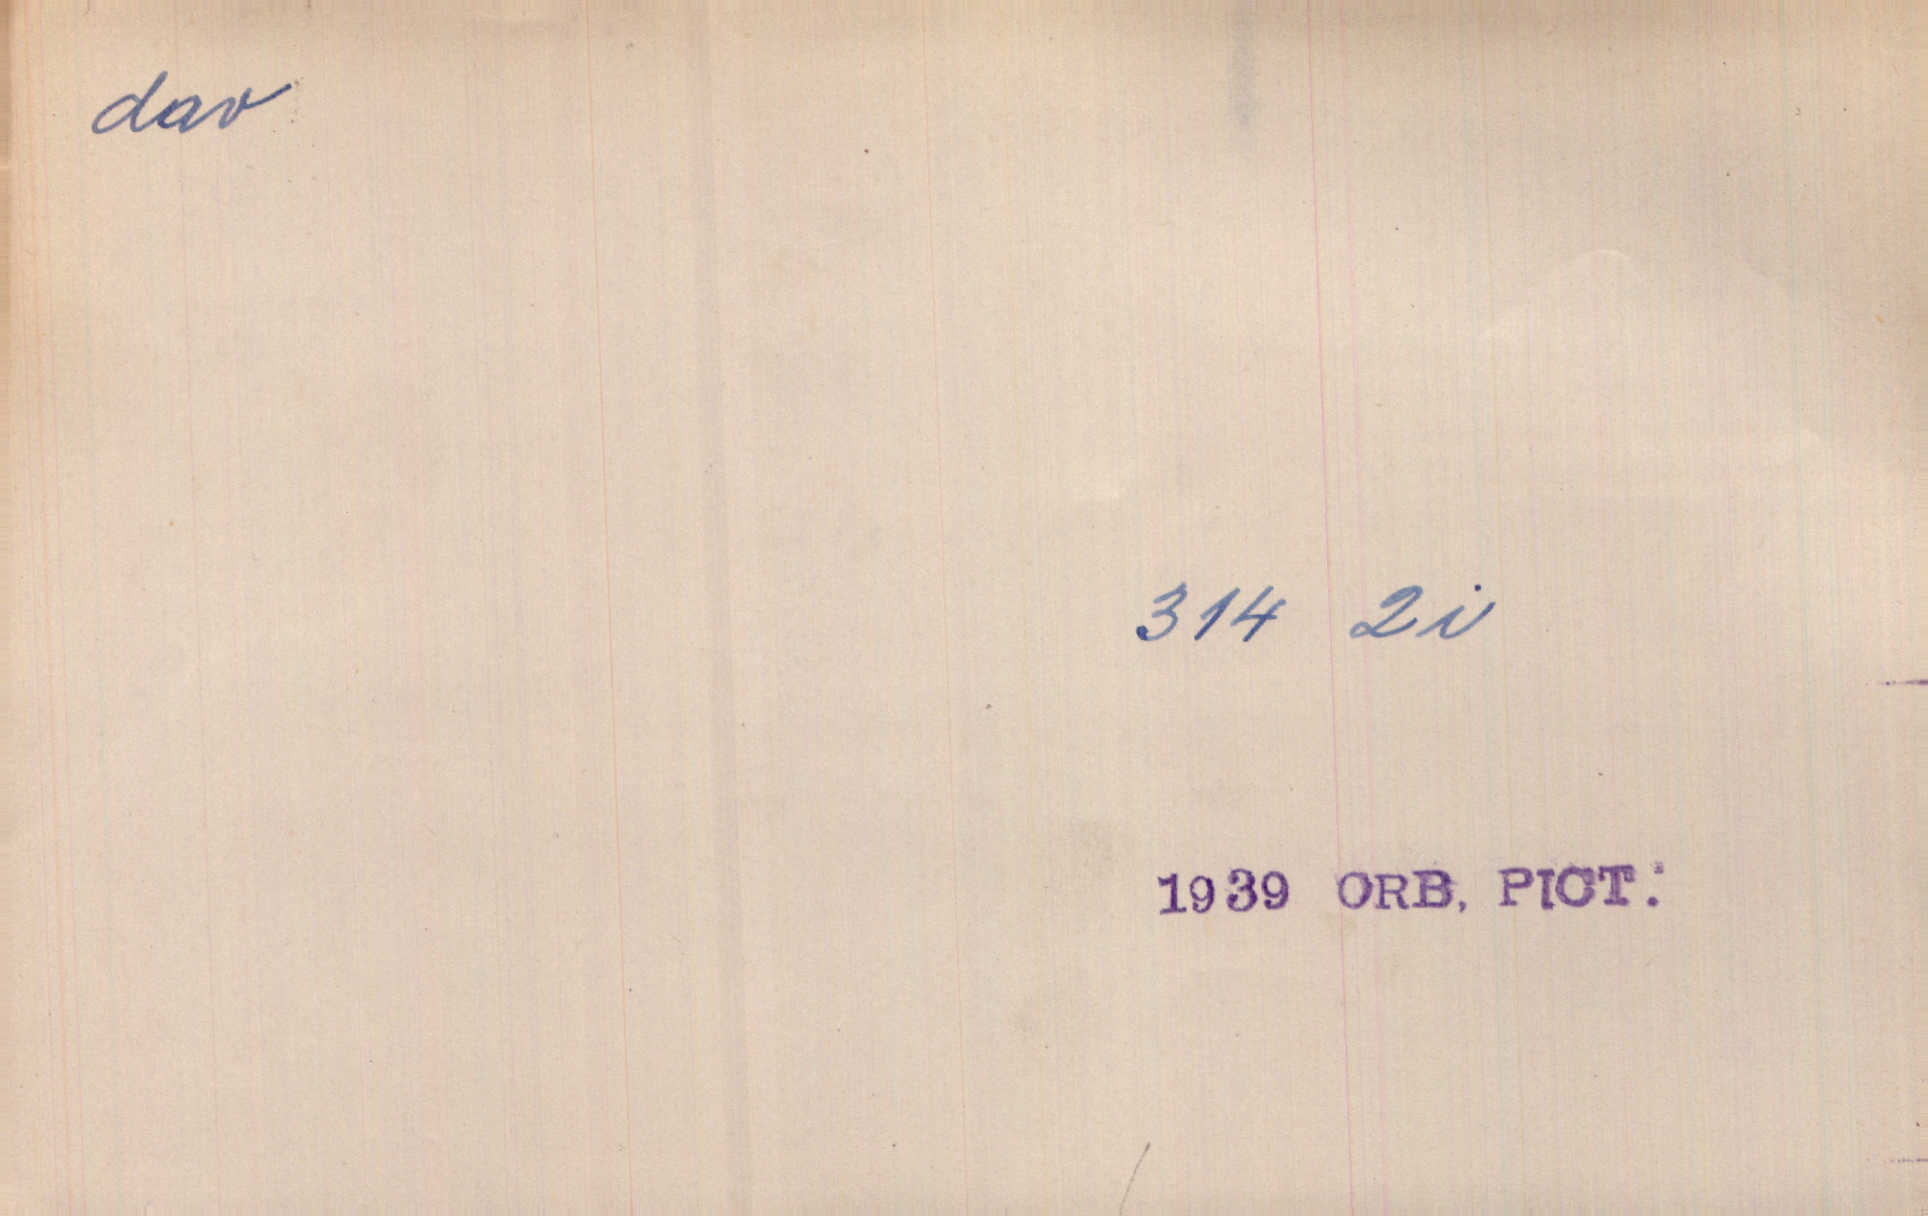 dav
314 2i
1939 ORB. PICT.